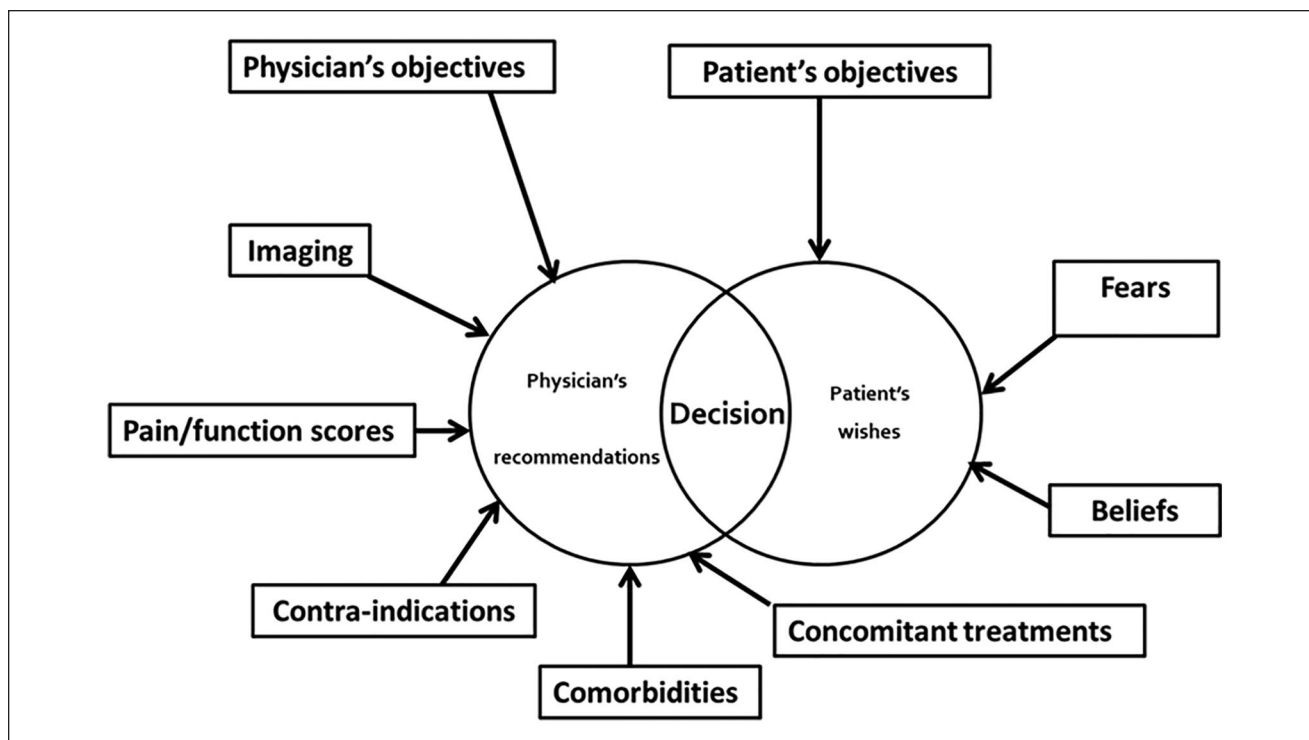 Physician’s objectives
Patient’s objectives
Imaging
Fears
Physician’s
recommendations
Decision
Patient’s
wishes
Pain/function scores
Beliefs
Contra-indications
Concomitant treatments
Comorbidities